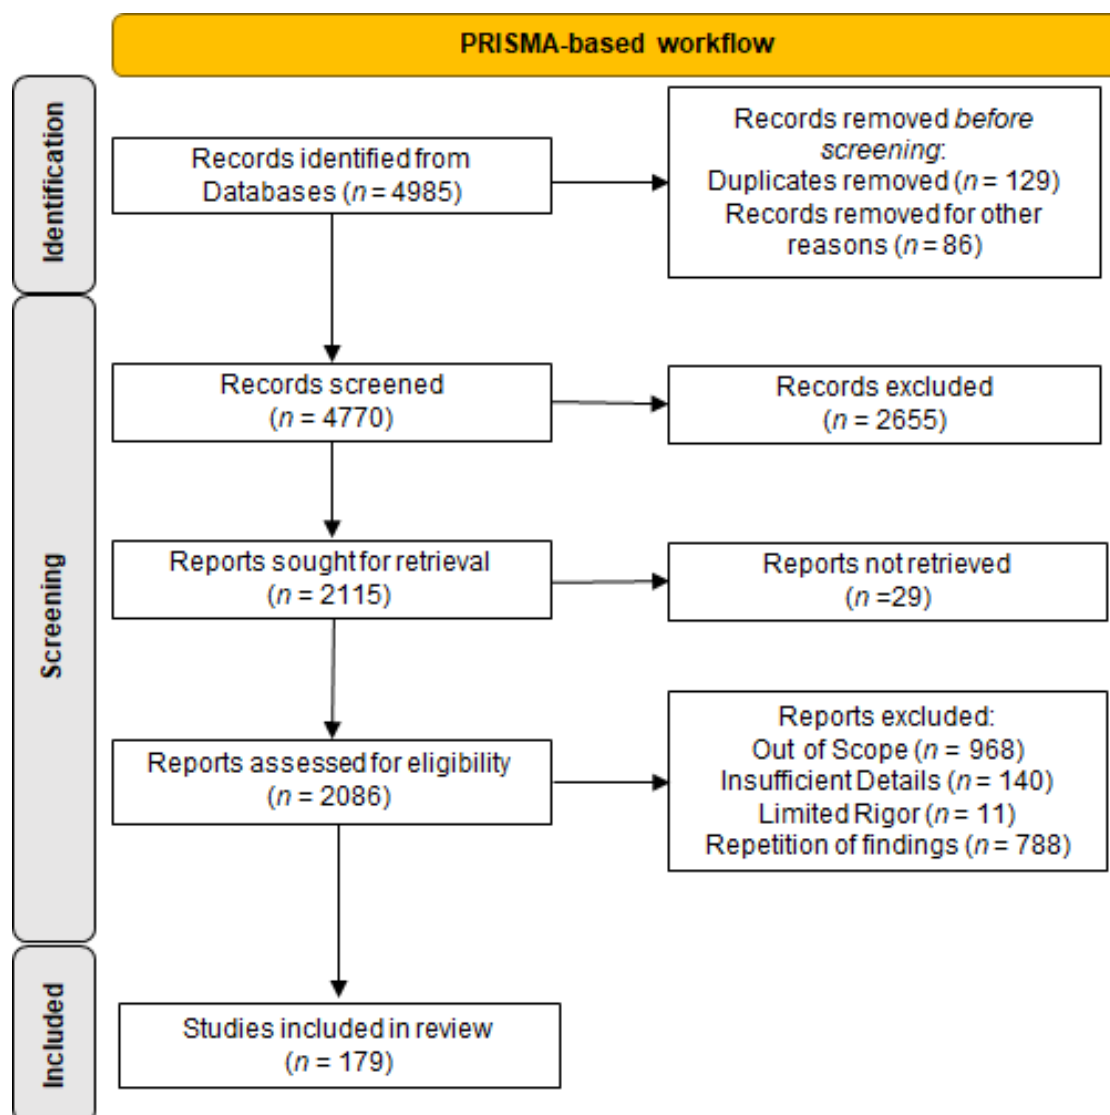 PRISMA-based workflow
Identification
Records identified from
Databases (n = 4985)
Records removed before
screening:
Duplicates removed (n = 129)
Records removed for other
reasons (n = 86)
Screening
Records screened
(n = 4770)
Records excluded
(n = 2655)
Reports sought for retrieval
(n = 2115)
Reports not retrieved
(n =29)
Reports assessed for eligibility
(n = 2086)
Reports excluded:
Out of Scope (n = 968)
Insufficient Details (n = 140)
Limited Rigor (n = 11)
Repetition of findings (n = 788)
Included
Studies included in review
(n = 179)